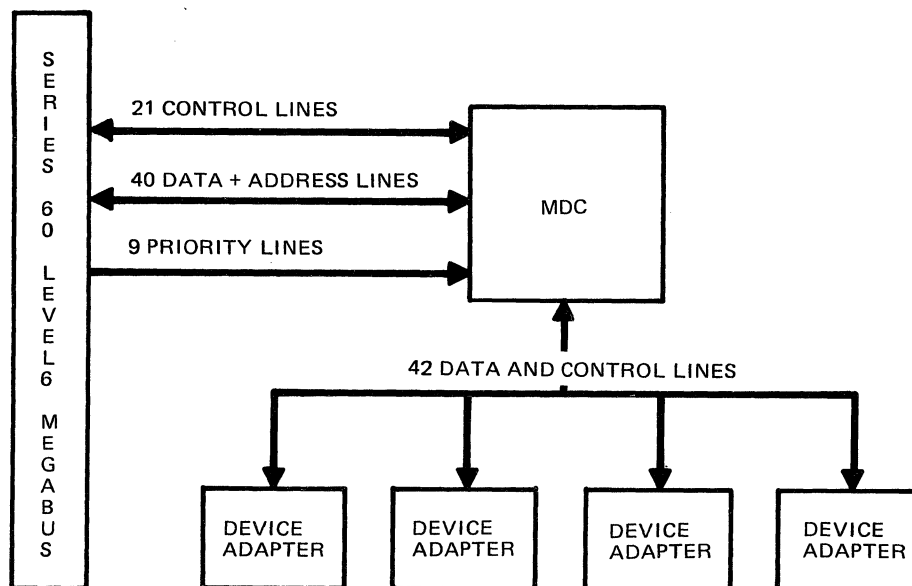 SERIES 60 LEVEL 6 MEGABUS
21 CONTROL LINES
40 DATA + ADDRESS LINES
9 PRIORITY LINES
MDC
42 DATA AND CONTROL LINES
DEVICE
ADAPTER
DEVICE
ADAPTER
DEVICE
ADAPTER
DEVICE
ADAPTER